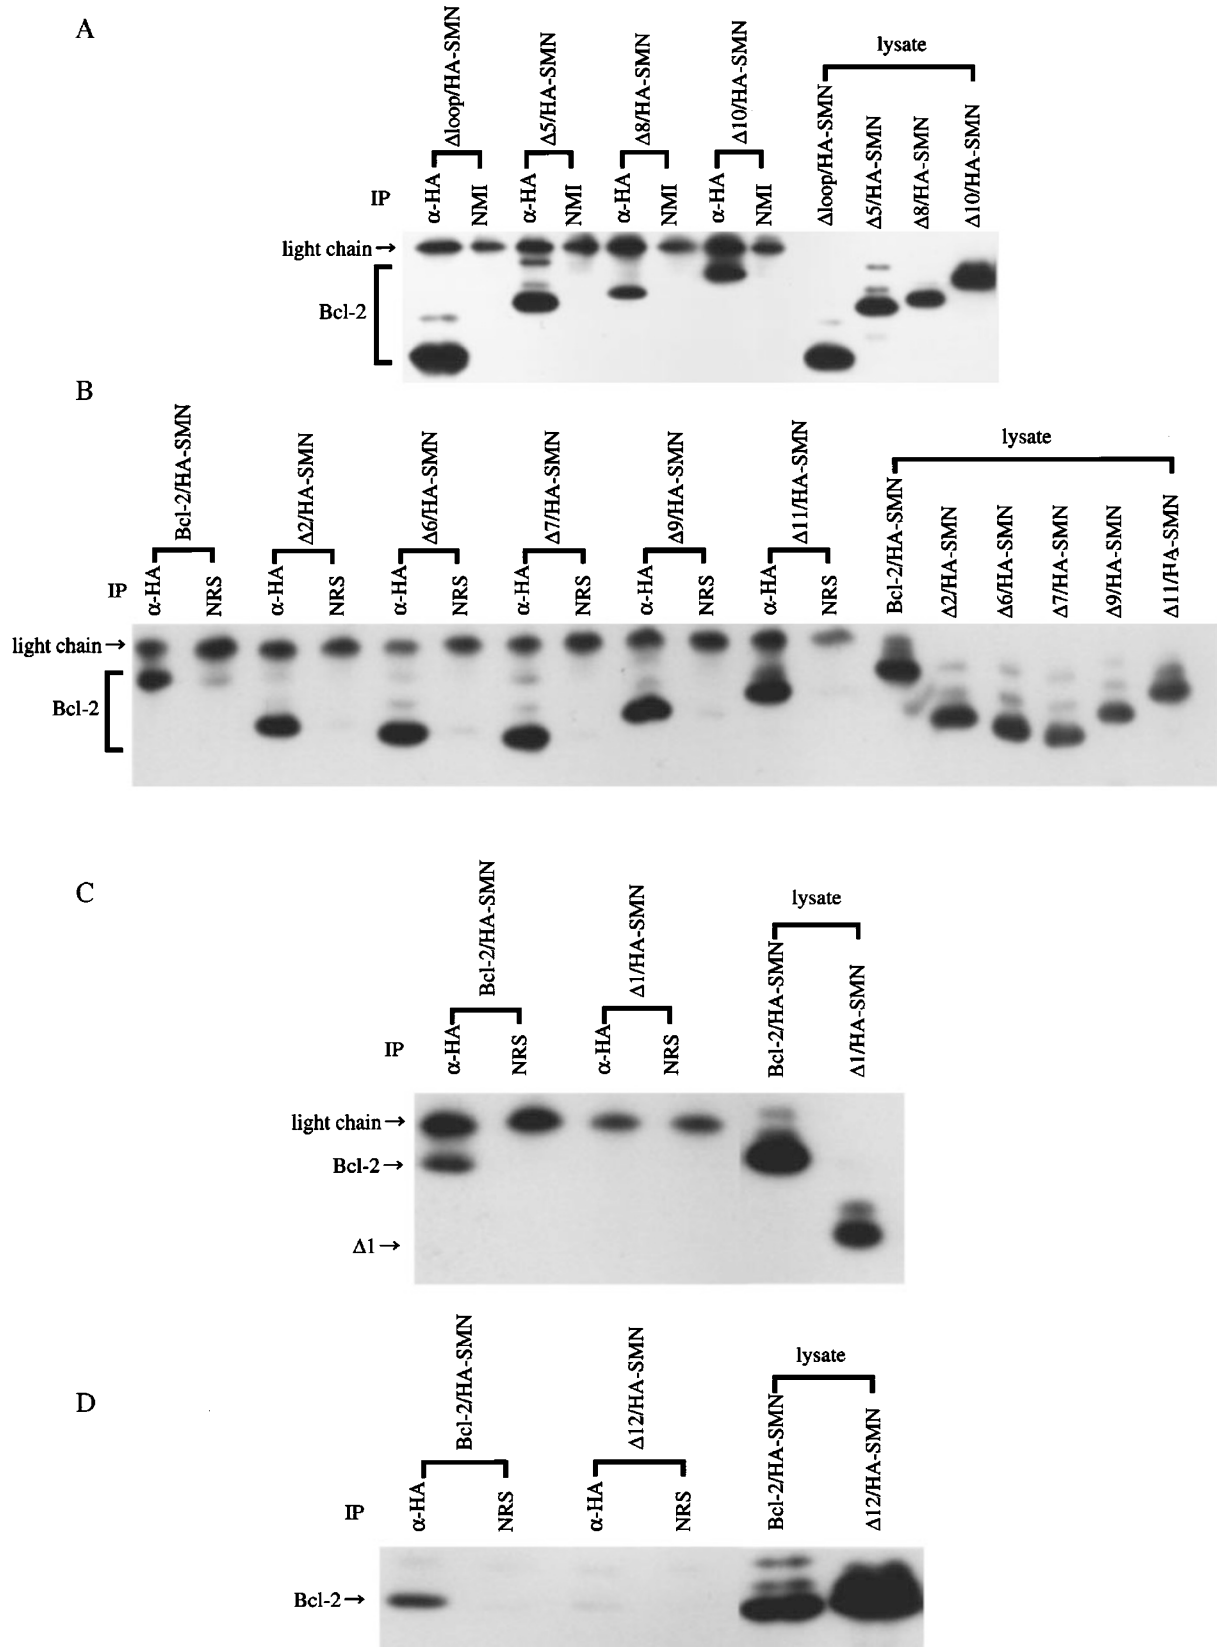 A
lysate
Δloop/HA-SMN
Δ5/HA-SMN
Δ8/HA-SMN
Δ10/HA-SMN
Δloop/HA-SMN
Δ5/HA-SMN
Δ8/HA-SMN
Δ10/HA-SMN
IP
α-HA
NMI
α-HA
NMI
α-HA
NMI
α-HA
NMI
light chain→
Bcl-2
B
lysate
Bcl-2/HA-SMN
Δ2/HA-SMN
Δ6/HA-SMN
Δ7/HA-SMN
Δ9/HA-SMN
Δ11/HA-SMN
Bcl-2/HA-SMN
Δ2/HA-SMN
Δ6/HA-SMN
Δ7/HA-SMN
Δ9/HA-SMN
Δ11/HA-SMN
IP
α-HA
NRS
α-HA
NRS
α-HA
NRS
α-HA
NRS
α-HA
NRS
α-HA
NRS
light chain→
Bcl-2
C
lysate
Bcl-2/HA-SMN
Δ1/HA-SMN
Bcl-2/HA-SMN
Δ1/HA-SMN
IP
α-HA
NRS
α-HA
NRS
light chain→
Bcl-2→
Δ1→
D
lysate
Bcl-2/HA-SMN
Δ12/HA-SMN
Bcl-2/HA-SMN
Δ12/HA-SMN
IP
α-HA
NRS
α-HA
NRS
Bcl-2→